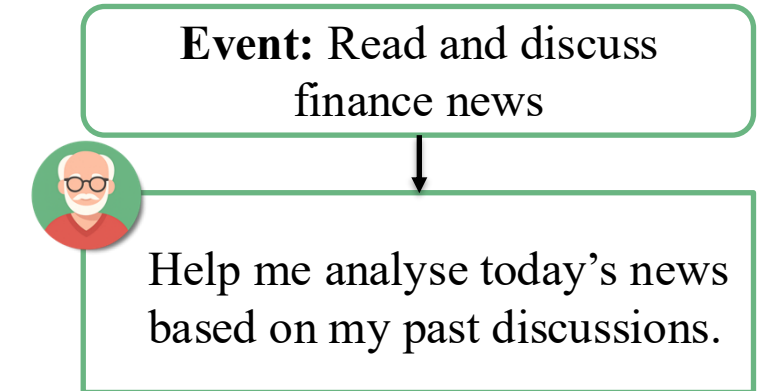 Event: Read and discuss
finance news
Help me analyse today’s news
based on my past discussions.